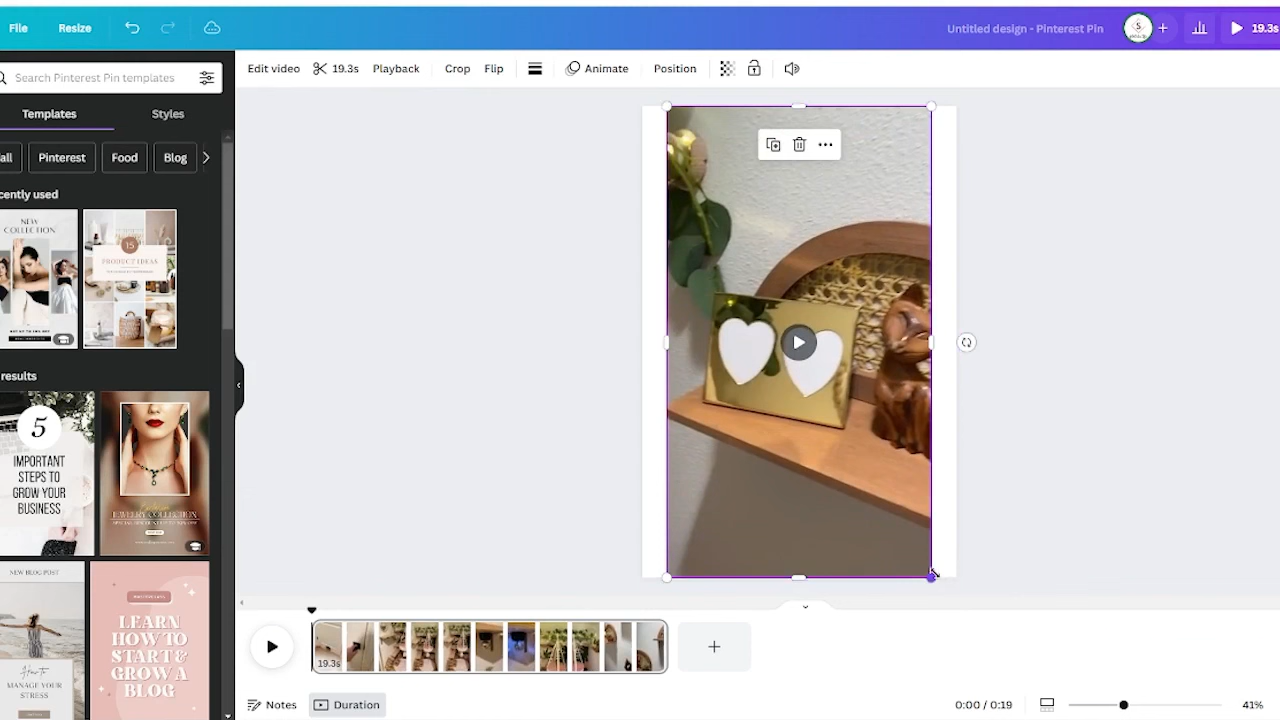 File
Resize
Untitled design - Pinterest Pin
19.3s
Search Pinterest Pin templates
Edit video
19.3s
Playback
Crop
Flip
Animate
Position
Templates
Styles
all
Pinterest
Food
Blog
cently used
NEW
COLLECTION
15
PRODUCT IDEAS
results
5
IMPORTANT
STEPS TO
GROW YOUR
BUSINESS
JEWELRY COLLECTION
NEW BLOG POST
How to
MANAGE YOUR
STRESS
LEARN
HOW TO
START &
GROW A
BLOG
19.3s
Notes
Duration
0:00 / 0:19
41%